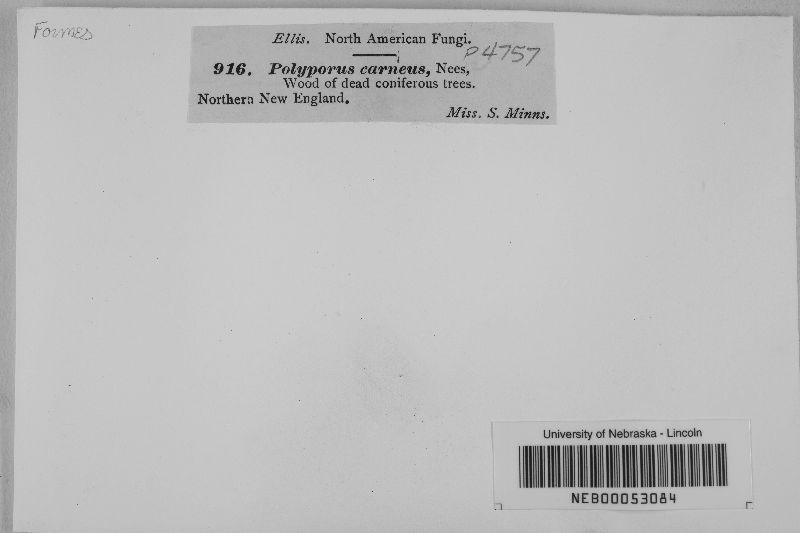 Fomes
Ellis. North American Fungi.
P4757
916. Polyporus carneus, Nees,
Wood of dead coniferous trees.
Northern New England.
Miss. S. Minns.
University of Nebraska - Lincoln
NEB00053084